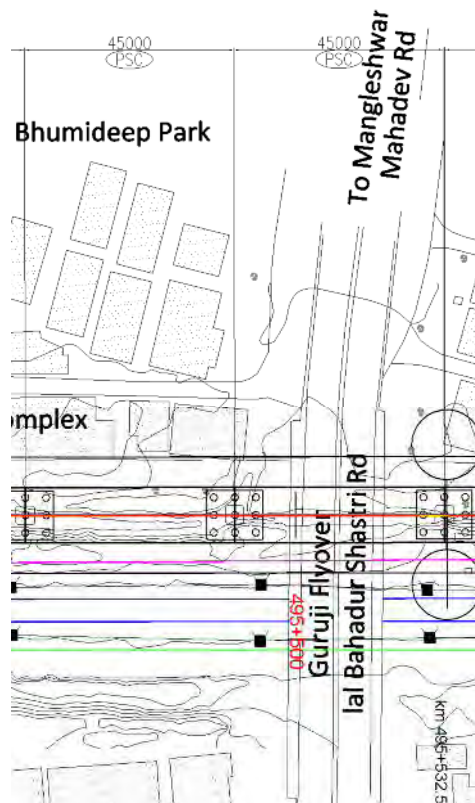 45000
PSC
45000
PSC
Bhumideep Park
To Mangleshwar
Mahadev Rd
omplex
Guruji Flyover
lal Bahadur Shastri Rd
495+500
km 495+532.5